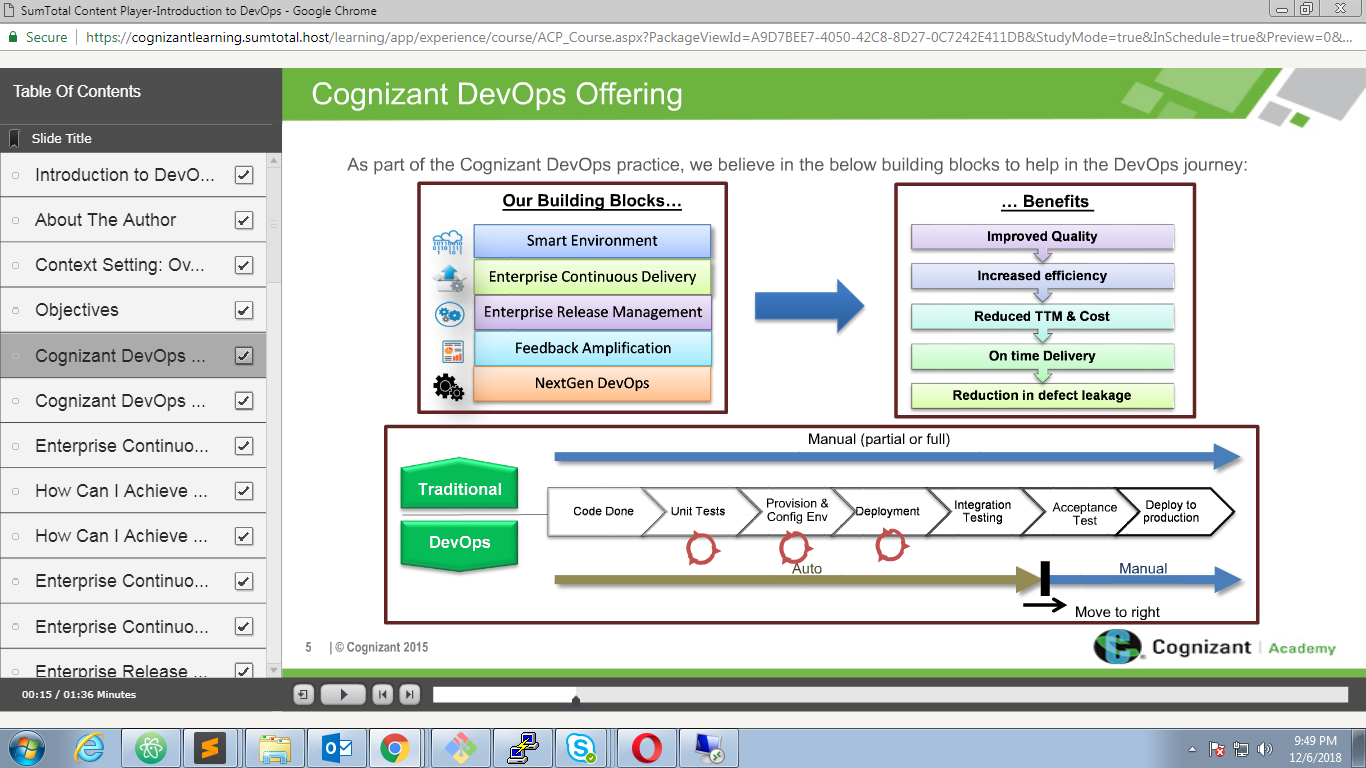 SumTotal Content Player-Introduction to DevOps - Google Chrome
Secure
https://cognizantlearning.sumtotal.host/learning/app/experience/course/ACP_Course.aspx?PackageViewId=A9D7BEE7-4050-42C8-8D27-0C7242E411DB&StudyMode=true&InSchedule=true&Preview=0&...
Table Of Contents
Slide Title
Introduction to DevO...
About The Author
Context Setting: Ov...
Objectives
Cognizant DevOps ...
Cognizant DevOps ...
Enterprise Continuo...
How Can I Achieve ...
How Can I Achieve ...
Enterprise Continuo...
Enterprise Continuo...
Enterprise Release ...
00:15 / 01:36 Minutes
Cognizant DevOps Offering
As part of the Cognizant DevOps practice, we believe in the below building blocks to help in the DevOps journey:
Our Building Blocks...
Smart Environment
Enterprise Continuous Delivery
Enterprise Release Management
Feedback Amplification
NextGen DevOps
... Benefits
Improved Quality
Increased efficiency
Reduced TTM & Cost
On time Delivery
Reduction in defect leakage
Manual (partial or full)
Traditional
DevOps
Code Done
Unit Tests
Provision &
Config Env
Deployment
Integration
Testing
Acceptance
Test
Deploy to
production
Auto
Manual
Move to right
5
| © Cognizant 2015
Cognizant | Academy
9:49 PM
12/6/2018